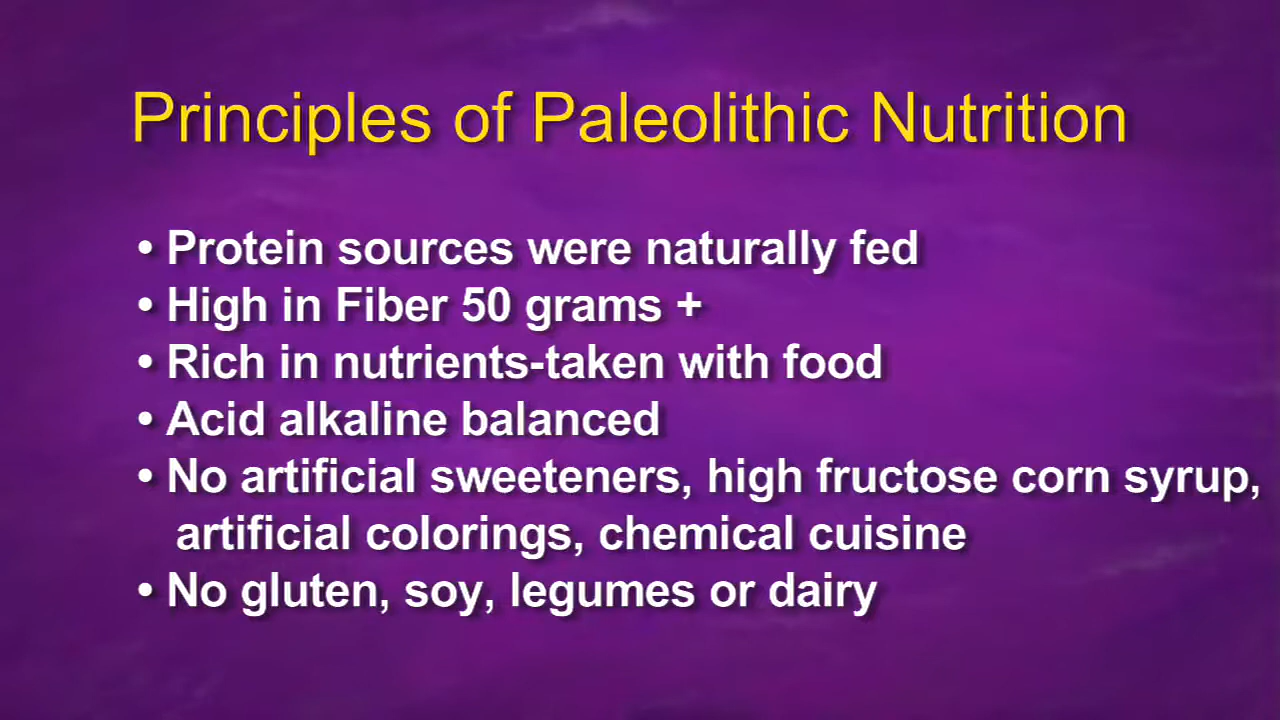 Principles of Paleolithic Nutrition
• Protein sources were naturally fed
• High in Fiber 50 grams +
• Rich in nutrients-taken with food
• Acid alkaline balanced
• No artificial sweeteners, high fructose corn syrup,
artificial colorings, chemical cuisine
• No gluten, soy, legumes or dairy